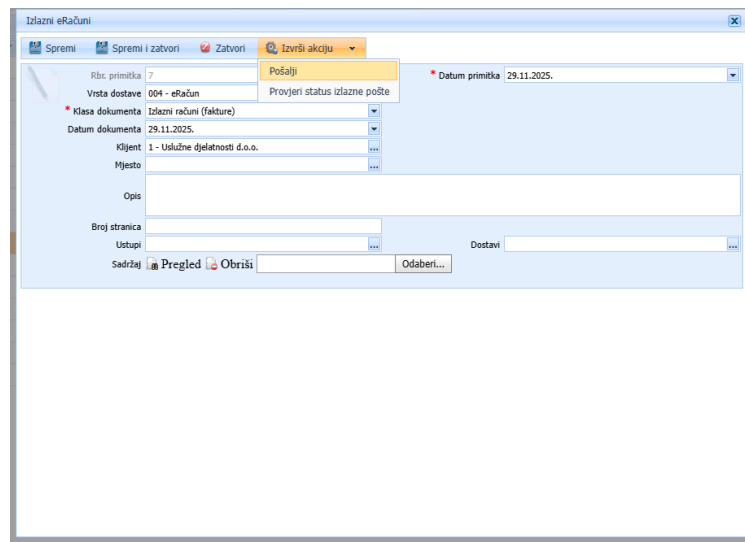 Izlazni eRačuni
Spremi Spremi i zatvori Zatvori Izvrši akciju
Pošalji
Provjeri status izlazne pošte
Rbr. primitka 7 * Datum primitka 29.11.2025.
Vrsta dostave 004 - eRačun
* Klasa dokumenta Izlazni računi (fakture)
Datum dokumenta 29.11.2025.
Klijent 1 - Uslužne djelatnosti d.o.o. ...
Mjesto ...
Opis
Broj stranica
Ustupi ... Dostavi ...
Sadržaj Pregled Obriši Odaberi...